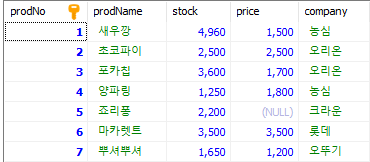 prodNo prodName stock price company
1 새우깡 4,960 1,500 농심
2 초코파이 2,500 2,500 오리온
3 포카칩 3,600 1,700 오리온
4 양파링 1,250 1,800 농심
5 죠리퐁 2,200 (NULL) 크라운
6 마카렛트 3,500 3,500 롯데
7 뿌셔뿌셔 1,650 1,200 오뚜기